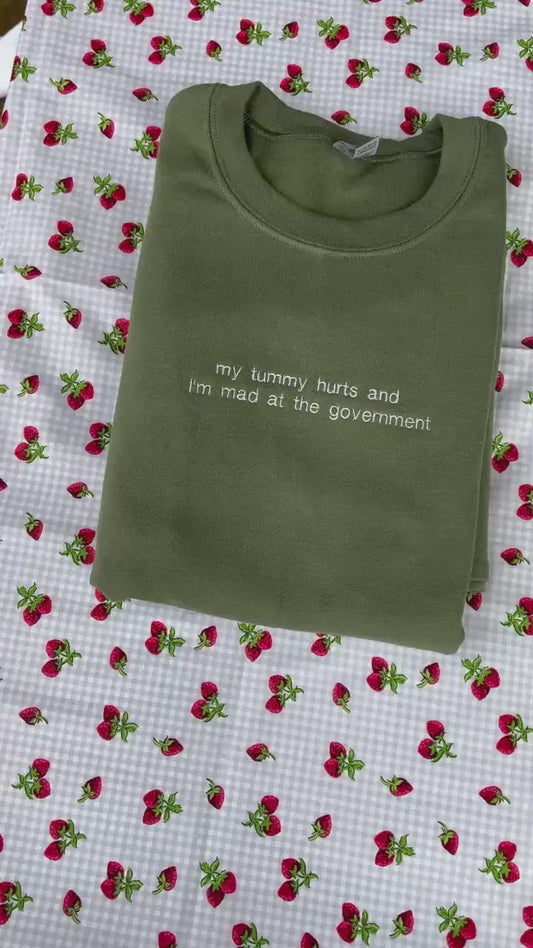 my tummy hurts and
I'm mad at the government